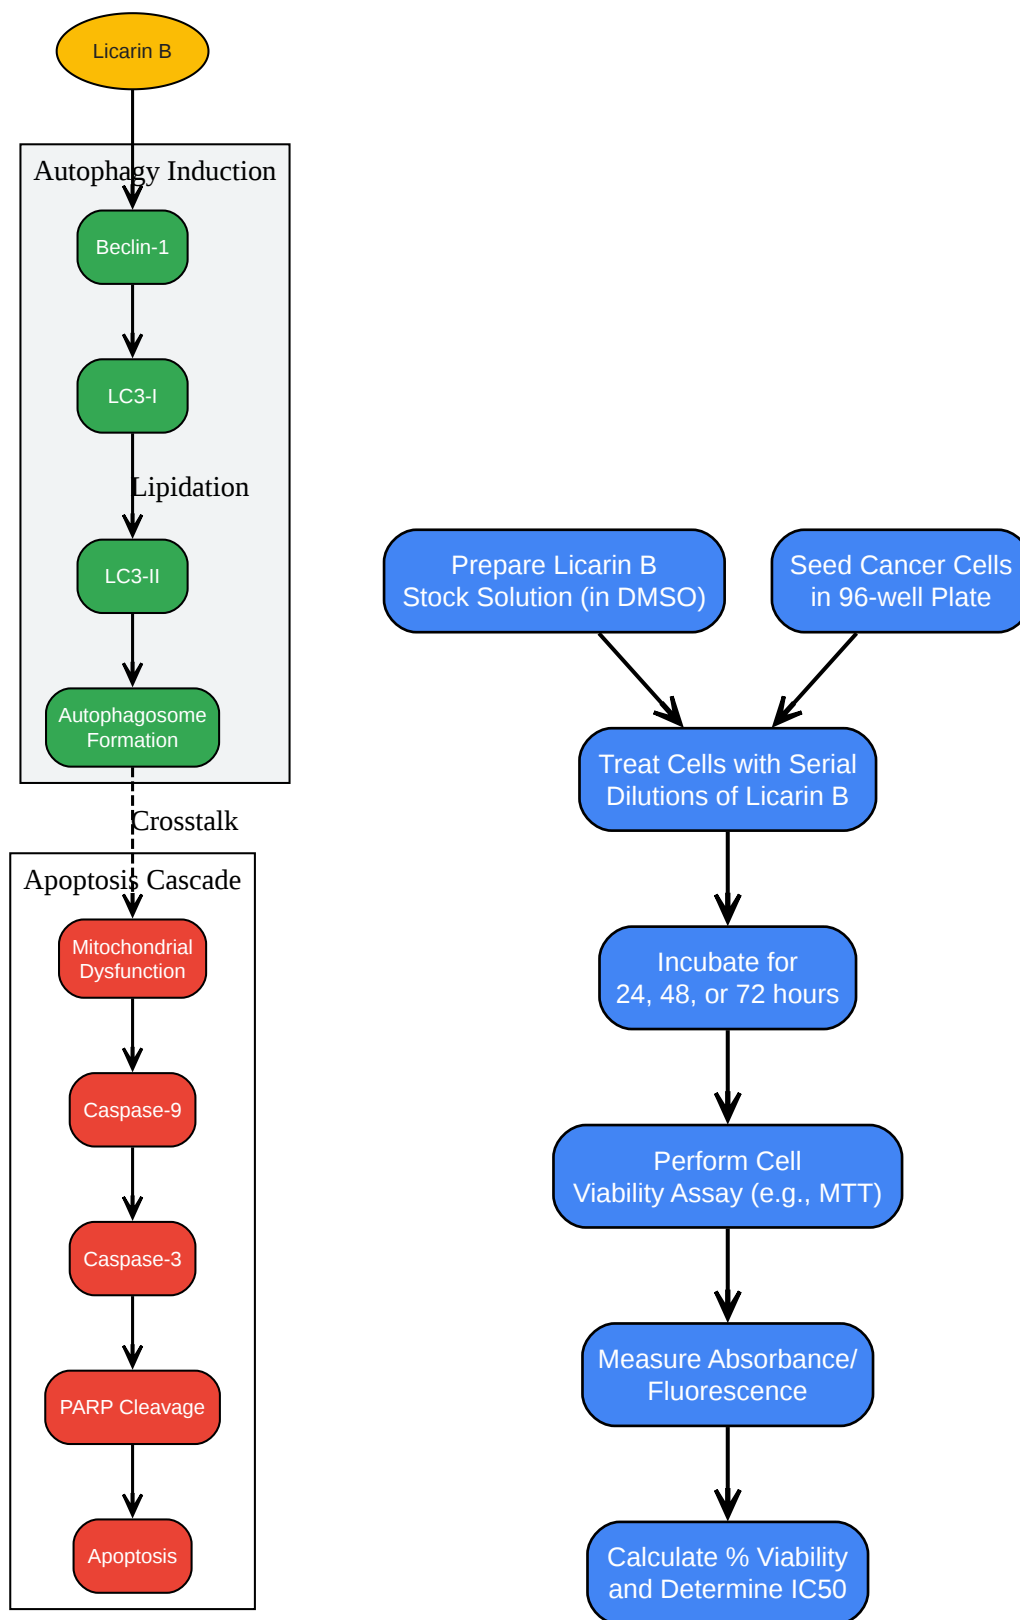 Licarin B
Autophagy Induction
Beclin-1
LC3-I
Lipidation
LC3-II
Autophagosome
Formation
Crosstalk
Apoptosis Cascade
Mitochondrial
Dysfunction
Caspase-9
Caspase-3
PARP Cleavage
Apoptosis
Prepare Licarin B
Stock Solution (in DMSO)
Seed Cancer Cells
in 96-well Plate
Treat Cells with Serial
Dilutions of Licarin B
Incubate for
24, 48, or 72 hours
Perform Cell
Viability Assay (e.g., MTT)
Measure Absorbance/
Fluorescence
Calculate % Viability
and Determine IC50